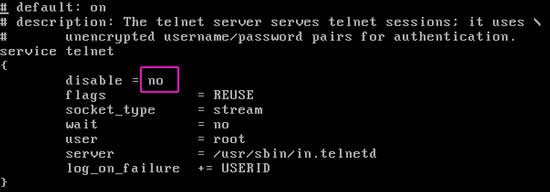 # default: on
# description: The telnet server serves telnet sessions; it uses \
#       unencrypted username/password pairs for authentication.
service telnet
{
        disable = no
        flags           = REUSE
        socket_type     = stream
        wait            = no
        user            = root
        server          = /usr/sbin/in.telnetd
        log_on_failure  += USERID
}